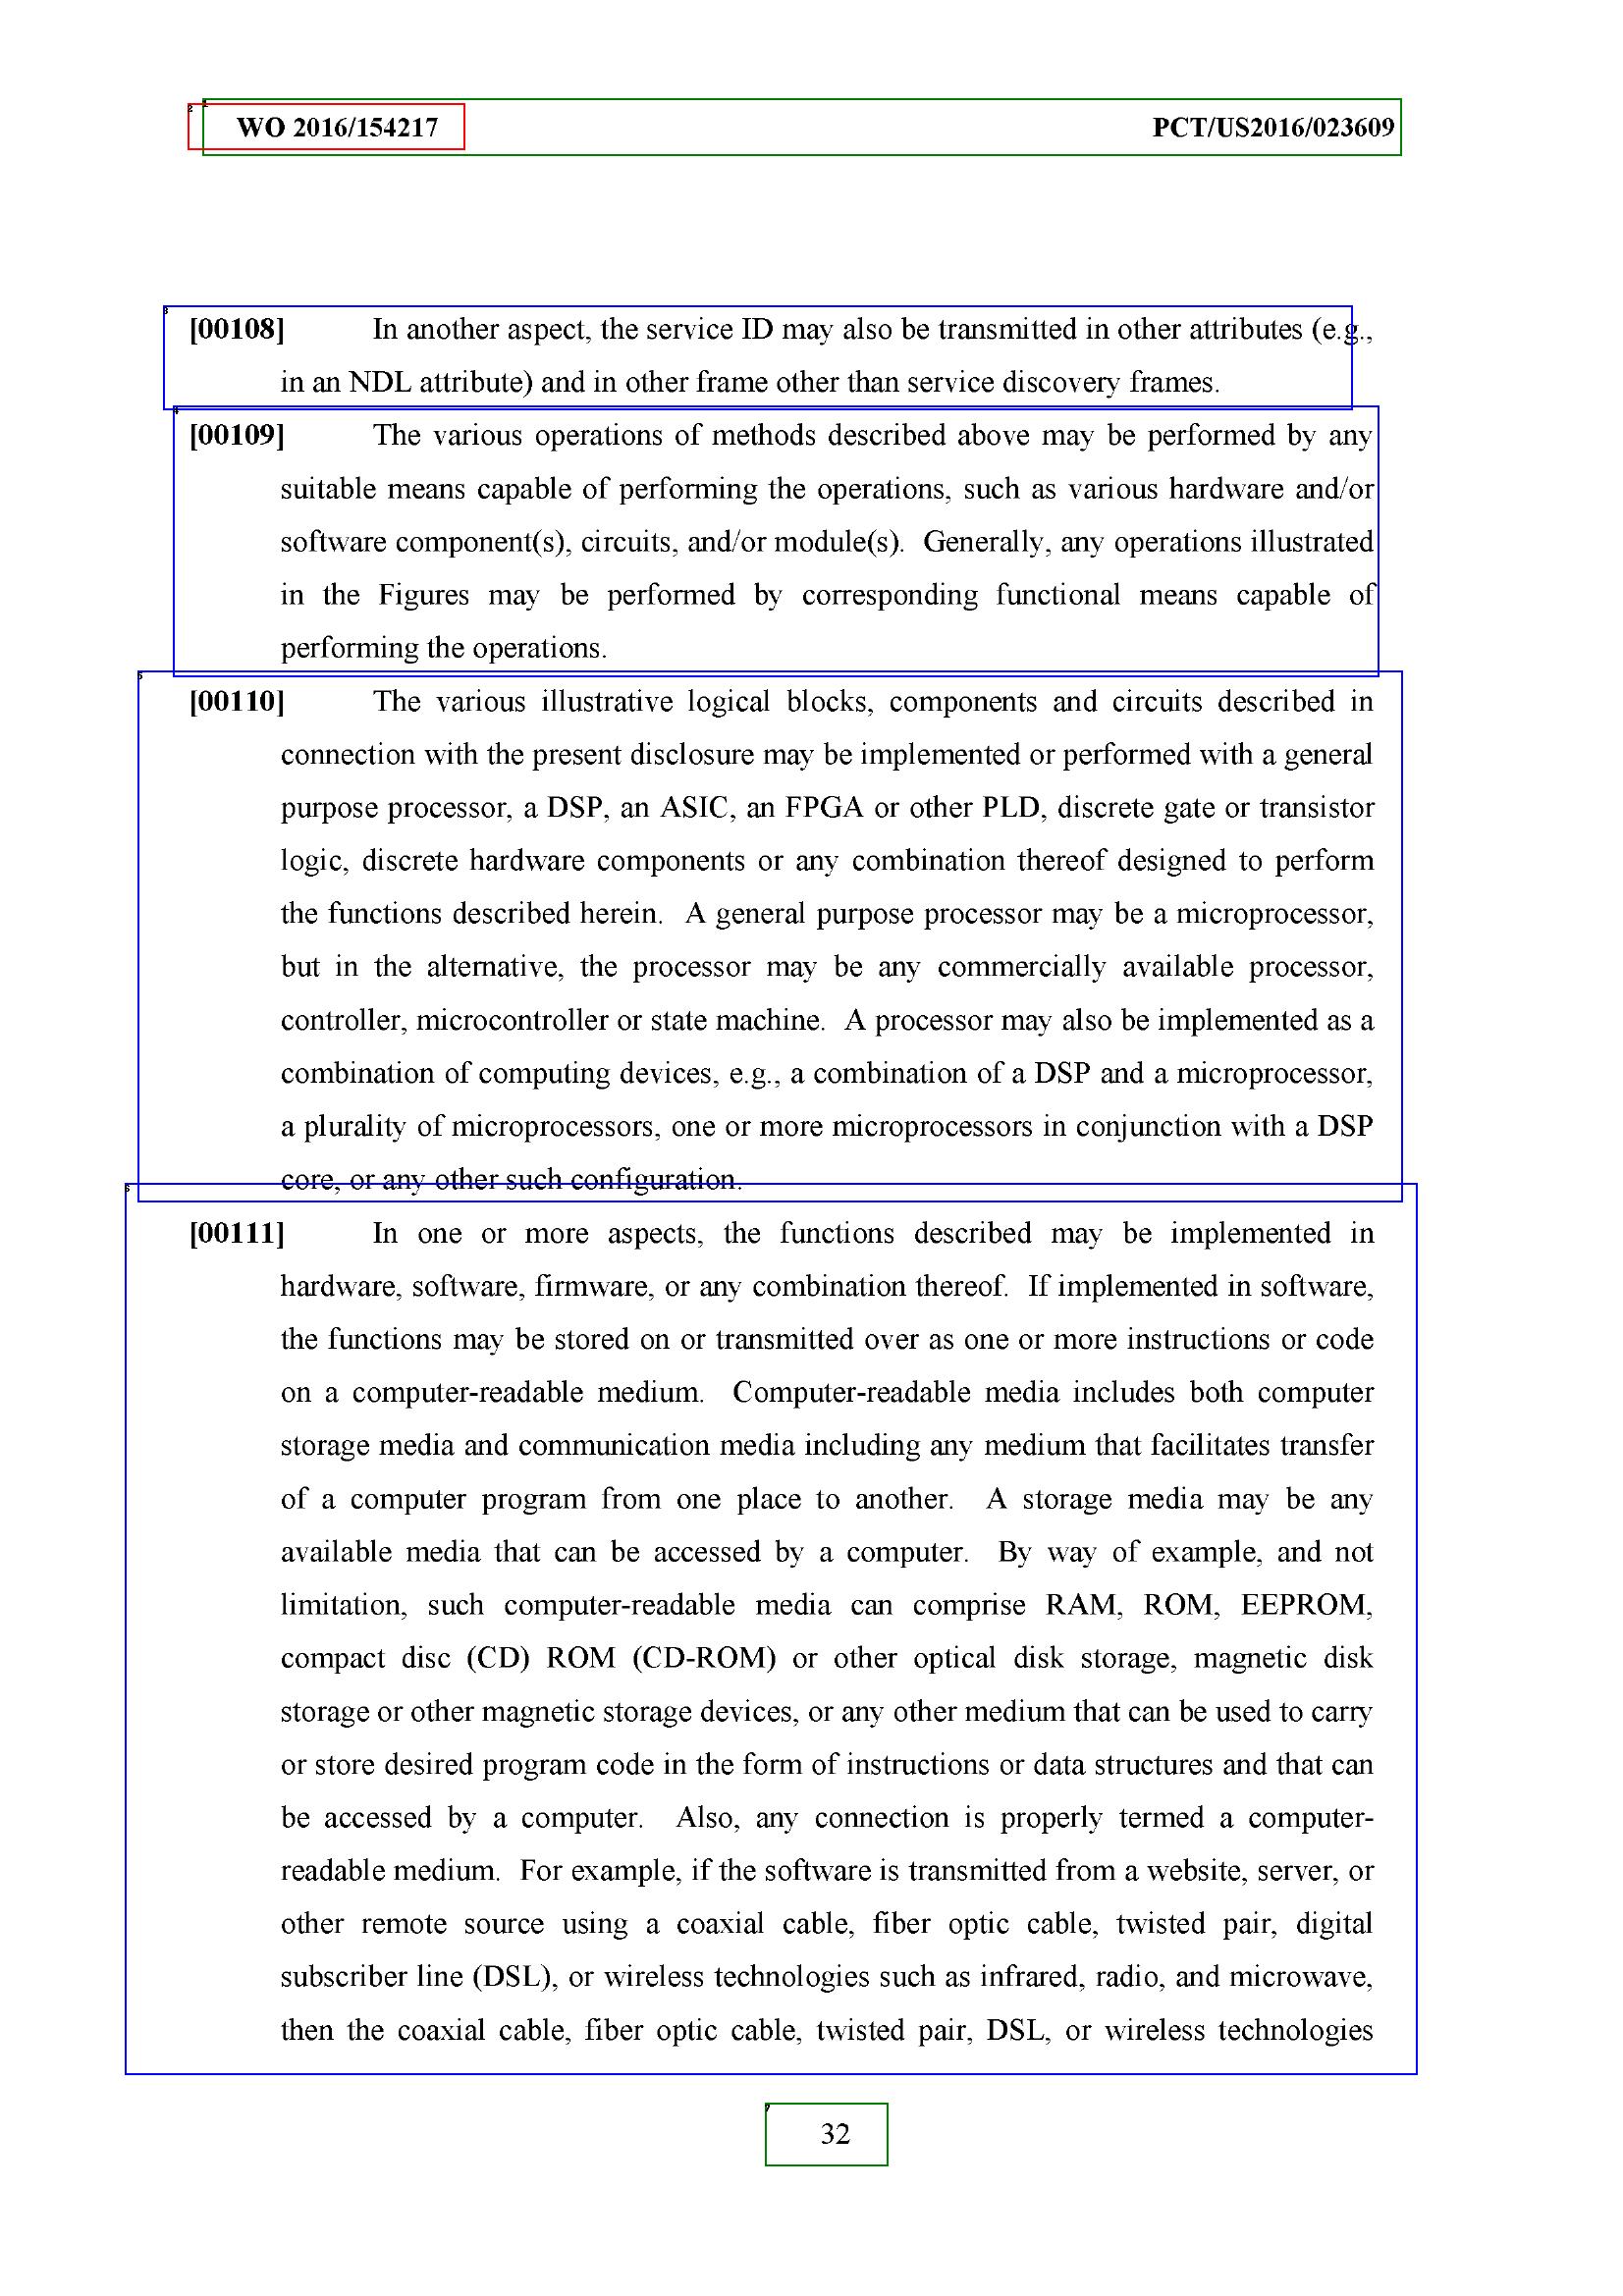 WO 2016/154217 PCT/US2016/023609
[00108] In another aspect, the service ID may also be transmitted in other attributes (e.g.,
in an NDL attribute) and in other frame other than service discovery frames.
[00109] The various operations of methods described above may be performed by any
suitable means capable of performing the operations, such as various hardware and/or
software component(s), circuits, and/or module(s). Generally, any operations illustrated
in the Figures may be performed by corresponding functional means capable of
performing the operations.
[00110] The various illustrative logical blocks, components and circuits described in
connection with the present disclosure may be implemented or performed with a general
purpose processor, a DSP, an ASIC, an FPGA or other PLD, discrete gate or transistor
logic, discrete hardware components or any combination thereof designed to perform
the functions described herein. A general purpose processor may be a microprocessor,
but in the alternative, the processor may be any commercially available processor,
controller, microcontroller or state machine. A processor may also be implemented as a
combination of computing devices, e.g., a combination of a DSP and a microprocessor,
a plurality of microprocessors, one or more microprocessors in conjunction with a DSP
core, or any other such configuration.
[00111] In one or more aspects, the functions described may be implemented in
hardware, software, firmware, or any combination thereof. If implemented in software,
the functions may be stored on or transmitted over as one or more instructions or code
on a computer-readable medium. Computer-readable media includes both computer
storage media and communication media including any medium that facilitates transfer
of a computer program from one place to another. A storage media may be any
available media that can be accessed by a computer. By way of example, and not
limitation, such computer-readable media can comprise RAM, ROM, EEPROM,
compact disc (CD) ROM (CD-ROM) or other optical disk storage, magnetic disk
storage or other magnetic storage devices, or any other medium that can be used to carry
or store desired program code in the form of instructions or data structures and that can
be accessed by a computer. Also, any connection is properly termed a computer-
readable medium. For example, if the software is transmitted from a website, server, or
other remote source using a coaxial cable, fiber optic cable, twisted pair, digital
subscriber line (DSL), or wireless technologies such as infrared, radio, and microwave,
then the coaxial cable, fiber optic cable, twisted pair, DSL, or wireless technologies
32